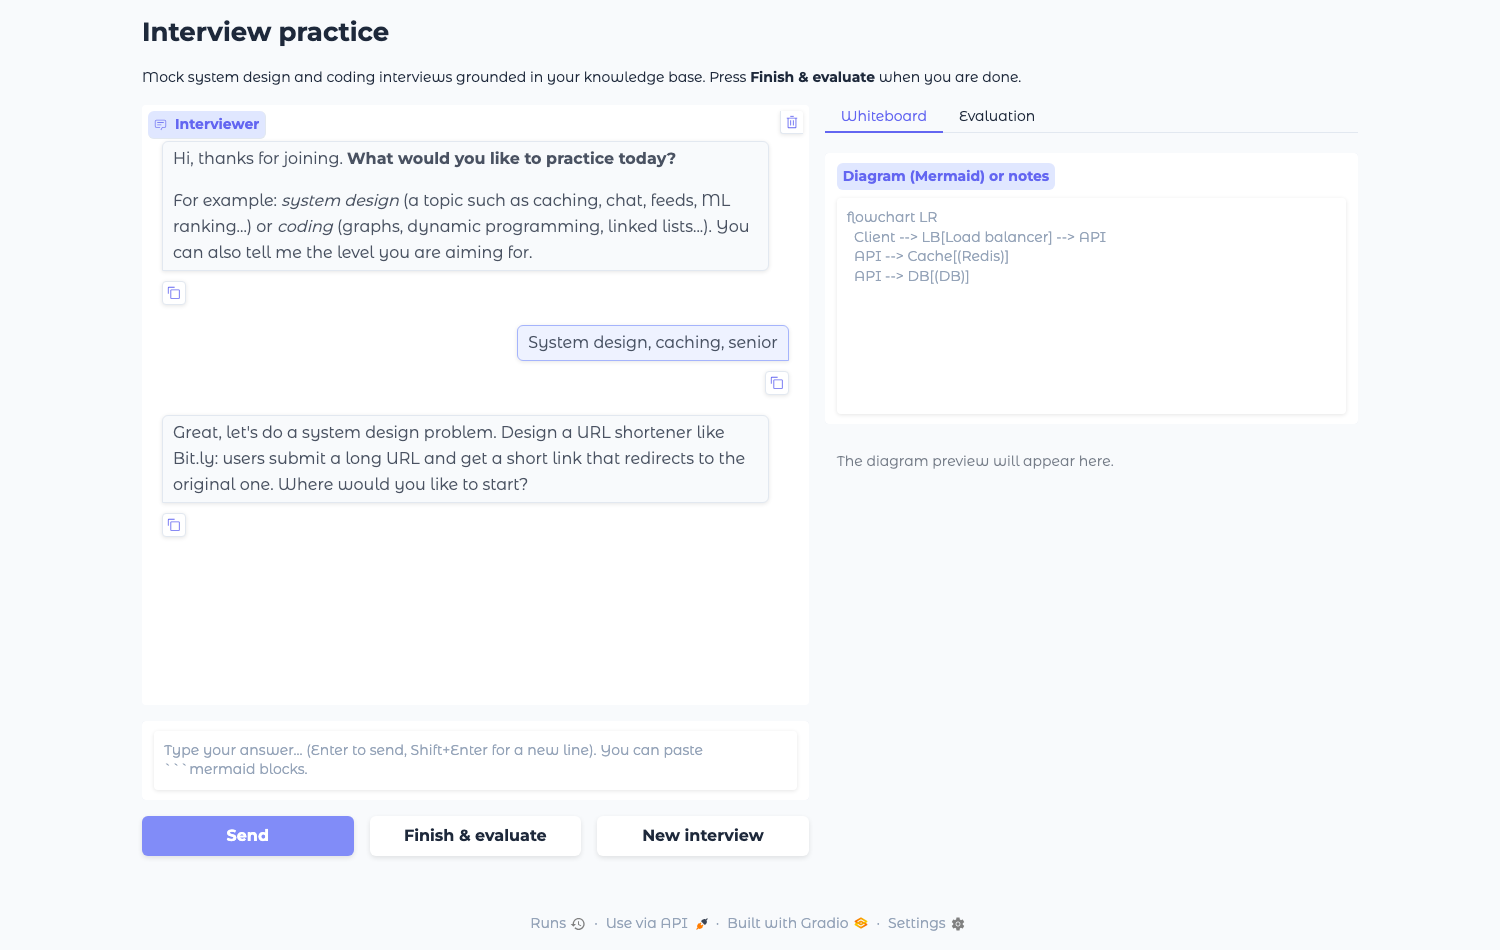 Interview practice
Mock system design and coding interviews grounded in your knowledge base. Press Finish & evaluate when you are done.
Interviewer
Hi, thanks for joining. What would you like to practice today?
For example: system design (a topic such as caching, chat, feeds, ML
ranking...) or coding (graphs, dynamic programming, linked lists...). You
can also tell me the level you are aiming for.
System design, caching, senior
Great, let's do a system design problem. Design a URL shortener like
Bit.ly: users submit a long URL and get a short link that redirects to the
original one. Where would you like to start?
Type your answer... (Enter to send, Shift+Enter for a new line). You can paste
```mermaid blocks.
Send
Finish & evaluate
New interview
Whiteboard
Evaluation
Diagram (Mermaid) or notes
flowchart LR
  Client --> LB[Load balancer] --> API
  API --> Cache[(Redis)]
  API --> DB[(DB)]
The diagram preview will appear here.
Runs · Use via API · Built with Gradio · Settings